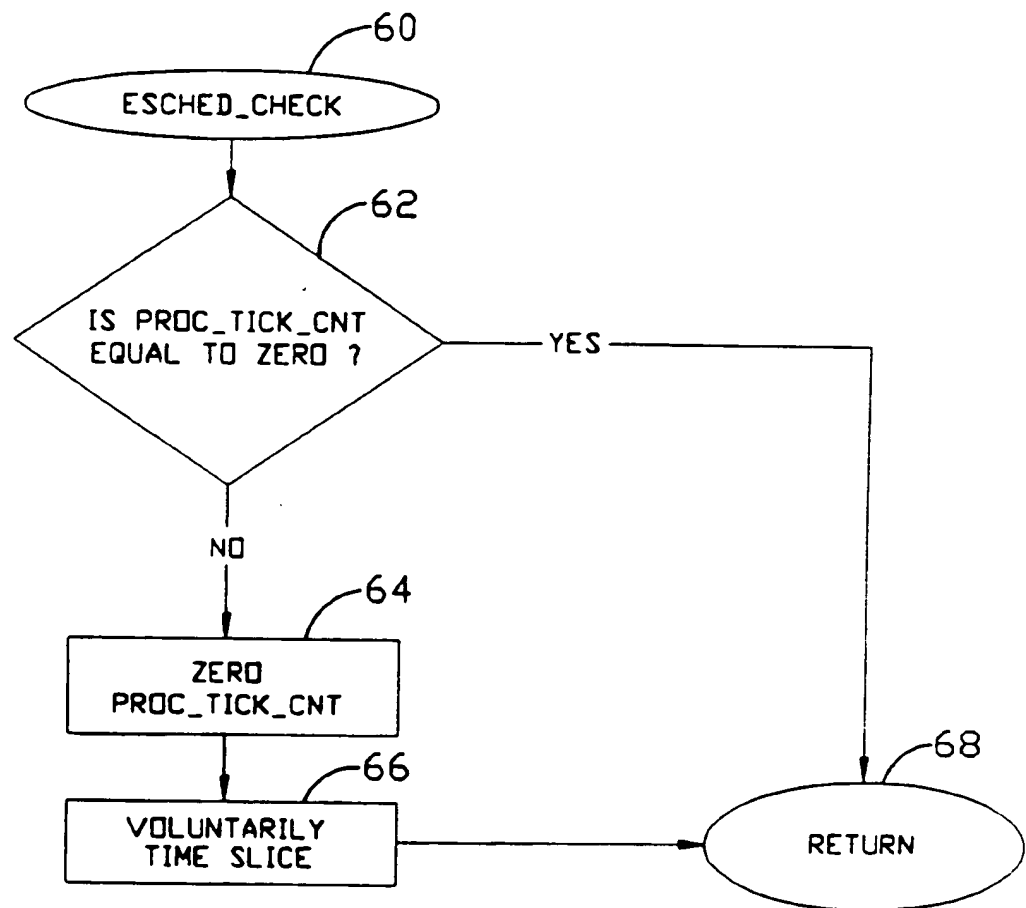 60
ESCHED_CHECK
62
IS PROC_TICK_CNT
EQUAL TO ZERO ?
YES
NO
64
ZERO
PROC_TICK_CNT
66
VOLUNTARILY
TIME SLICE
68
RETURN